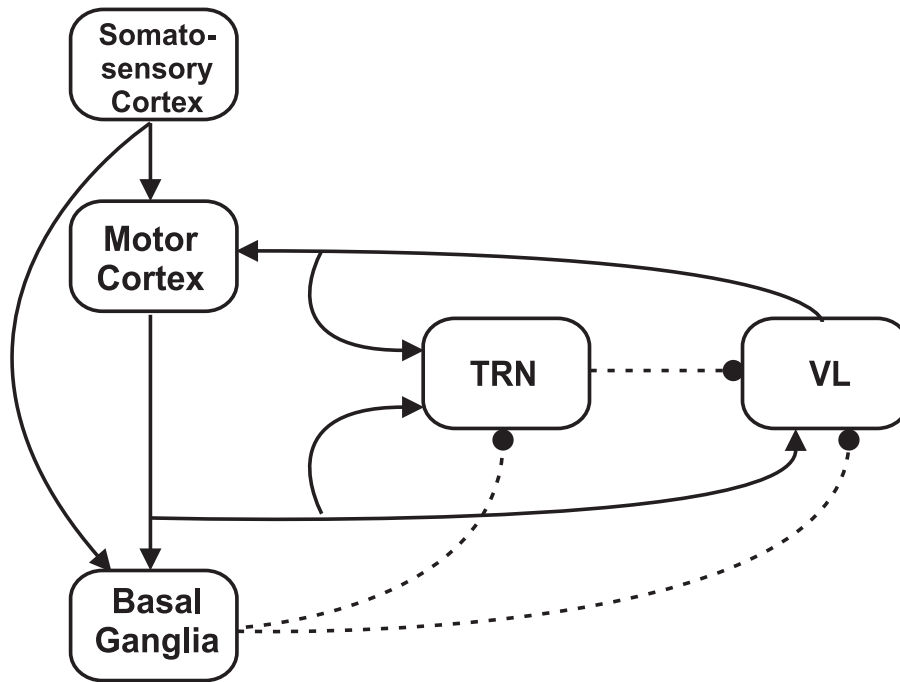 Somato-
sensory
Cortex
Motor
Cortex
TRN
VL
Basal
Ganglia